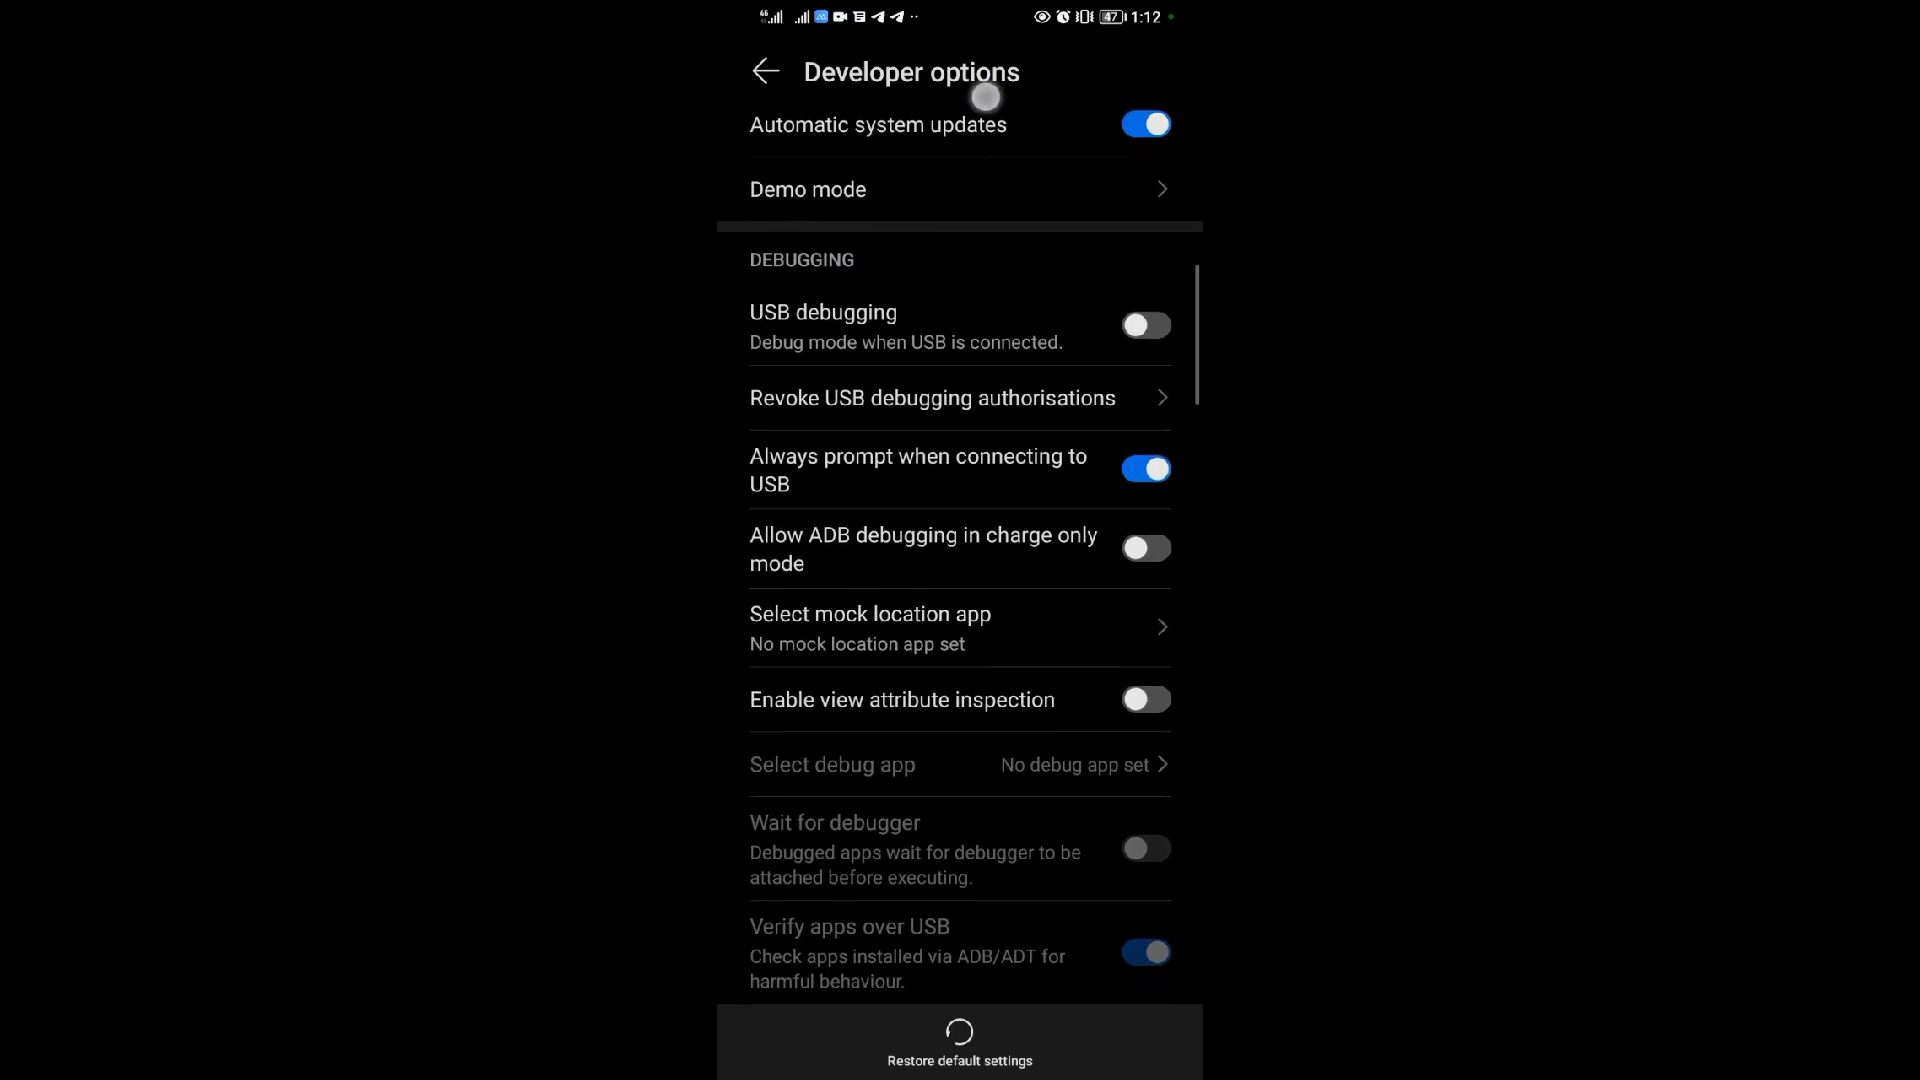 4G 47 1:12
Developer options
Automatic system updates
Demo mode
DEBUGGING
USB debugging
Debug mode when USB is connected.
Revoke USB debugging authorisations
Always prompt when connecting to
USB
Allow ADB debugging in charge only
mode
Select mock location app
No mock location app set
Enable view attribute inspection
Select debug app No debug app set
Wait for debugger
Debugged apps wait for debugger to be
attached before executing.
Verify apps over USB
Check apps installed via ADB/ADT for
harmful behaviour.
Restore default settings